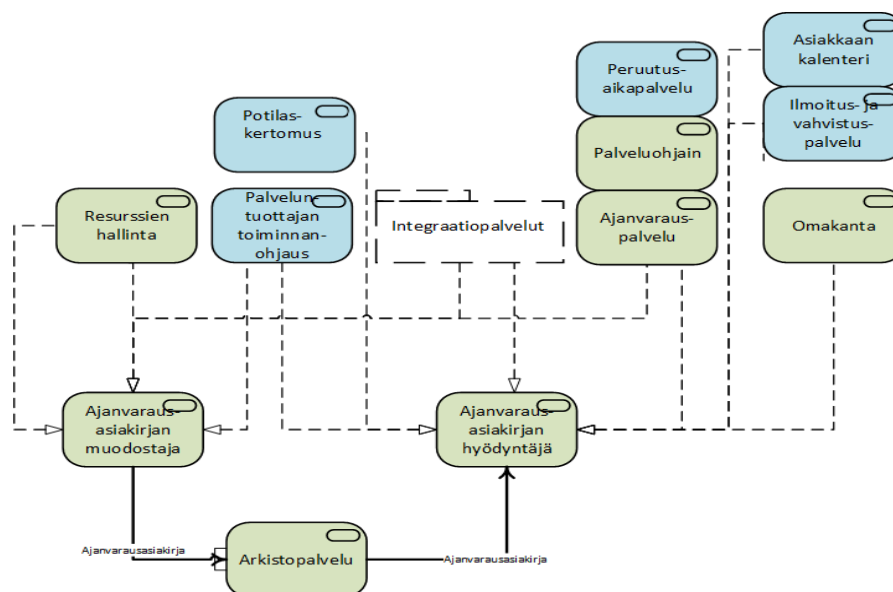 Asiakkaan
kalenteri
Peruutus-
aikapalvelu
Ilmoitus- ja
vahvistus-
palvelu
Potilas-
kertomus
Palveluohjain
Resurssien
hallinta
Palvelun-
tuottajan
toiminnan-
ohjaus
Integraatiopalvelut
Ajanvaraus-
palvelu
Omakanta
Ajanvaraus-
asiakirjan
muodostaja
Ajanvaraus-
asiakirjan
hyödyntäjä
Ajanvarausasiakirja
Arkistopalvelu
Ajanvarausasiakirja